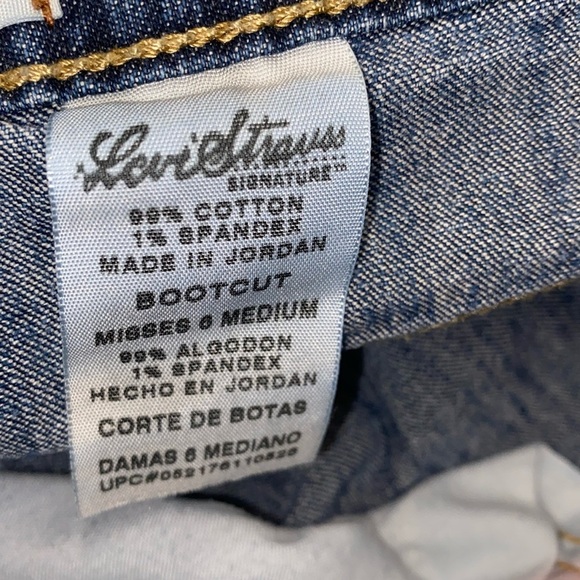 Levi Strauss
SIGNATURE™
99% COTTON
1% SPANDEX
MADE IN JORDAN
BOOTCUT
MISSES 6 MEDIUM
99% ALGODON
1% SPANDEX
HECHO EN JORDAN
CORTE DE BOTAS
DAMAS 6 MEDIANO
UPC#052176110529